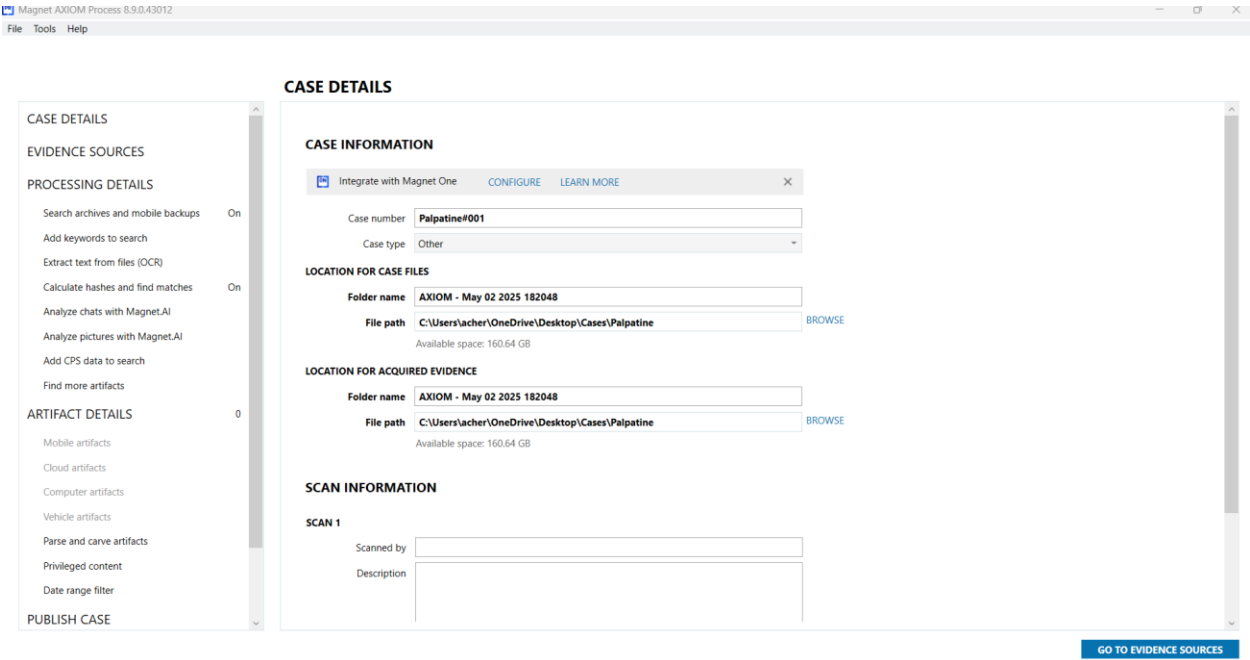 Magnet AXIOM Process 8.9.0.43012
File Tools Help
CASE DETAILS
CASE DETAILS
EVIDENCE SOURCES
PROCESSING DETAILS
Search archives and mobile backups On
Add keywords to search
Extract text from files (OCR)
Calculate hashes and find matches On
Analyze chats with Magnet.AI
Analyze pictures with Magnet.AI
Add CPS data to search
Find more artifacts
ARTIFACT DETAILS 0
Mobile artifacts
Cloud artifacts
Computer artifacts
Vehicle artifacts
Parse and carve artifacts
Privileged content
Date range filter
PUBLISH CASE
CASE INFORMATION
Integrate with Magnet One CONFIGURE LEARN MORE
Case number Palpatine#001
Case type Other
LOCATION FOR CASE FILES
Folder name AXIOM - May 02 2025 182048
File path C:\Users\acher\OneDrive\Desktop\Cases\Palpatine BROWSE
Available space: 160.64 GB
LOCATION FOR ACQUIRED EVIDENCE
Folder name AXIOM - May 02 2025 182048
File path C:\Users\acher\OneDrive\Desktop\Cases\Palpatine BROWSE
Available space: 160.64 GB
SCAN INFORMATION
SCAN 1
Scanned by
Description
GO TO EVIDENCE SOURCES